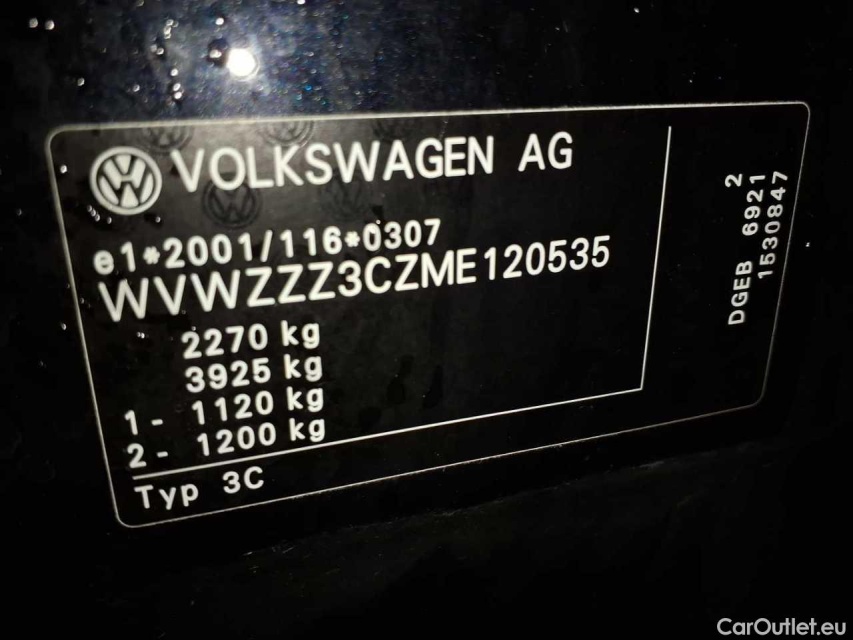 VOLKSWAGEN AG
e1*2001/116*0307
WVWZZZ3CZME120535
2270 kg
3925 kg
1 - 1120 kg
2 - 1200 kg
Typ 3C
2
DGEB 6921
1530847
CarOutlet.eu